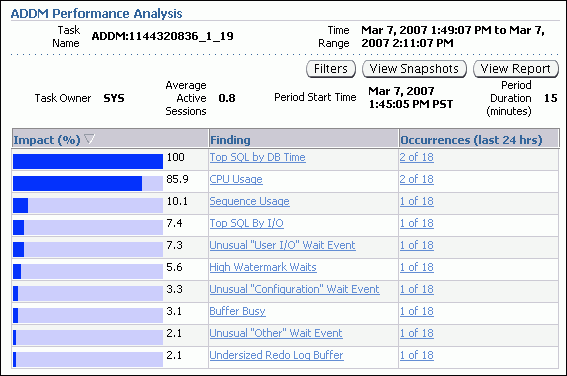 ADDM Performance Analysis
Task Name ADDM:1144320836_1_19 Time Range Mar 7, 2007 1:49:07 PM to Mar 7, 2007 2:11:07 PM
Filters View Snapshots View Report
Task Owner SYS Average Active Sessions 0.8 Period Start Time Mar 7, 2007 1:45:05 PM PST Period Duration (minutes) 15
Impact (%) Finding Occurrences (last 24 hrs)
100 Top SQL by DB Time 2 of 18
85.9 CPU Usage 2 of 18
10.1 Sequence Usage 1 of 18
7.4 Top SQL By I/O 1 of 18
7.3 Unusual "User I/O" Wait Event 1 of 18
5.6 High Watermark Waits 1 of 18
3.3 Unusual "Configuration" Wait Event 1 of 18
3.1 Buffer Busy 1 of 18
2.1 Unusual "Other" Wait Event 1 of 18
2.1 Undersized Redo Log Buffer 1 of 18